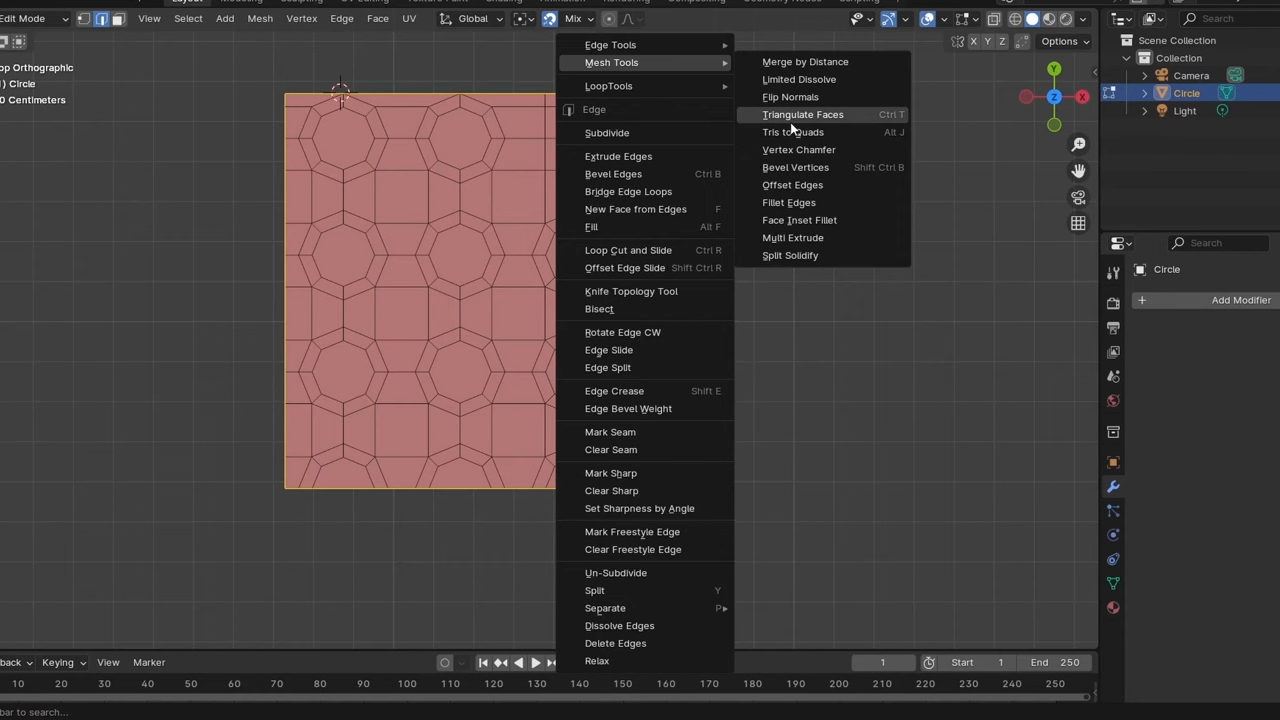 Layout
Edit Mode
View
Select
Add
Mesh
Vertex
Edge
Face
UV
Global
Mix
Options
X
Y
Z
Search
Scene Collection
Collection
Camera
Circle
Light
Orthographic
Circle
Centimeters
Y
Z
X
Edge Tools
Mesh Tools
LoopTools
Edge
Subdivide
Extrude Edges
Bevel Edges Ctrl B
Bridge Edge Loops
New Face from Edges F
Fill Alt F
Loop Cut and Slide Ctrl R
Offset Edge Slide Shift Ctrl R
Knife Topology Tool
Bisect
Rotate Edge CW
Edge Slide
Edge Split
Edge Crease Shift E
Edge Bevel Weight
Mark Seam
Clear Seam
Mark Sharp
Clear Sharp
Set Sharpness by Angle
Mark Freestyle Edge
Clear Freestyle Edge
Un-Subdivide
Split Y
Separate P
Dissolve Edges
Delete Edges
Relax
Merge by Distance
Limited Dissolve
Flip Normals
Triangulate Faces Ctrl T
Tris to Quads Alt J
Vertex Chamfer
Bevel Vertices Shift Ctrl B
Offset Edges
Fillet Edges
Face Inset Fillet
Multi Extrude
Split Solidify
Search
Circle
Add Modifier
Keying
View
Marker
1
Start 1
End 250
10 20 30 40 50 60 70 80 90 100 110 120 130 140 150 160 170 180 190 200 210 220 230 240 250